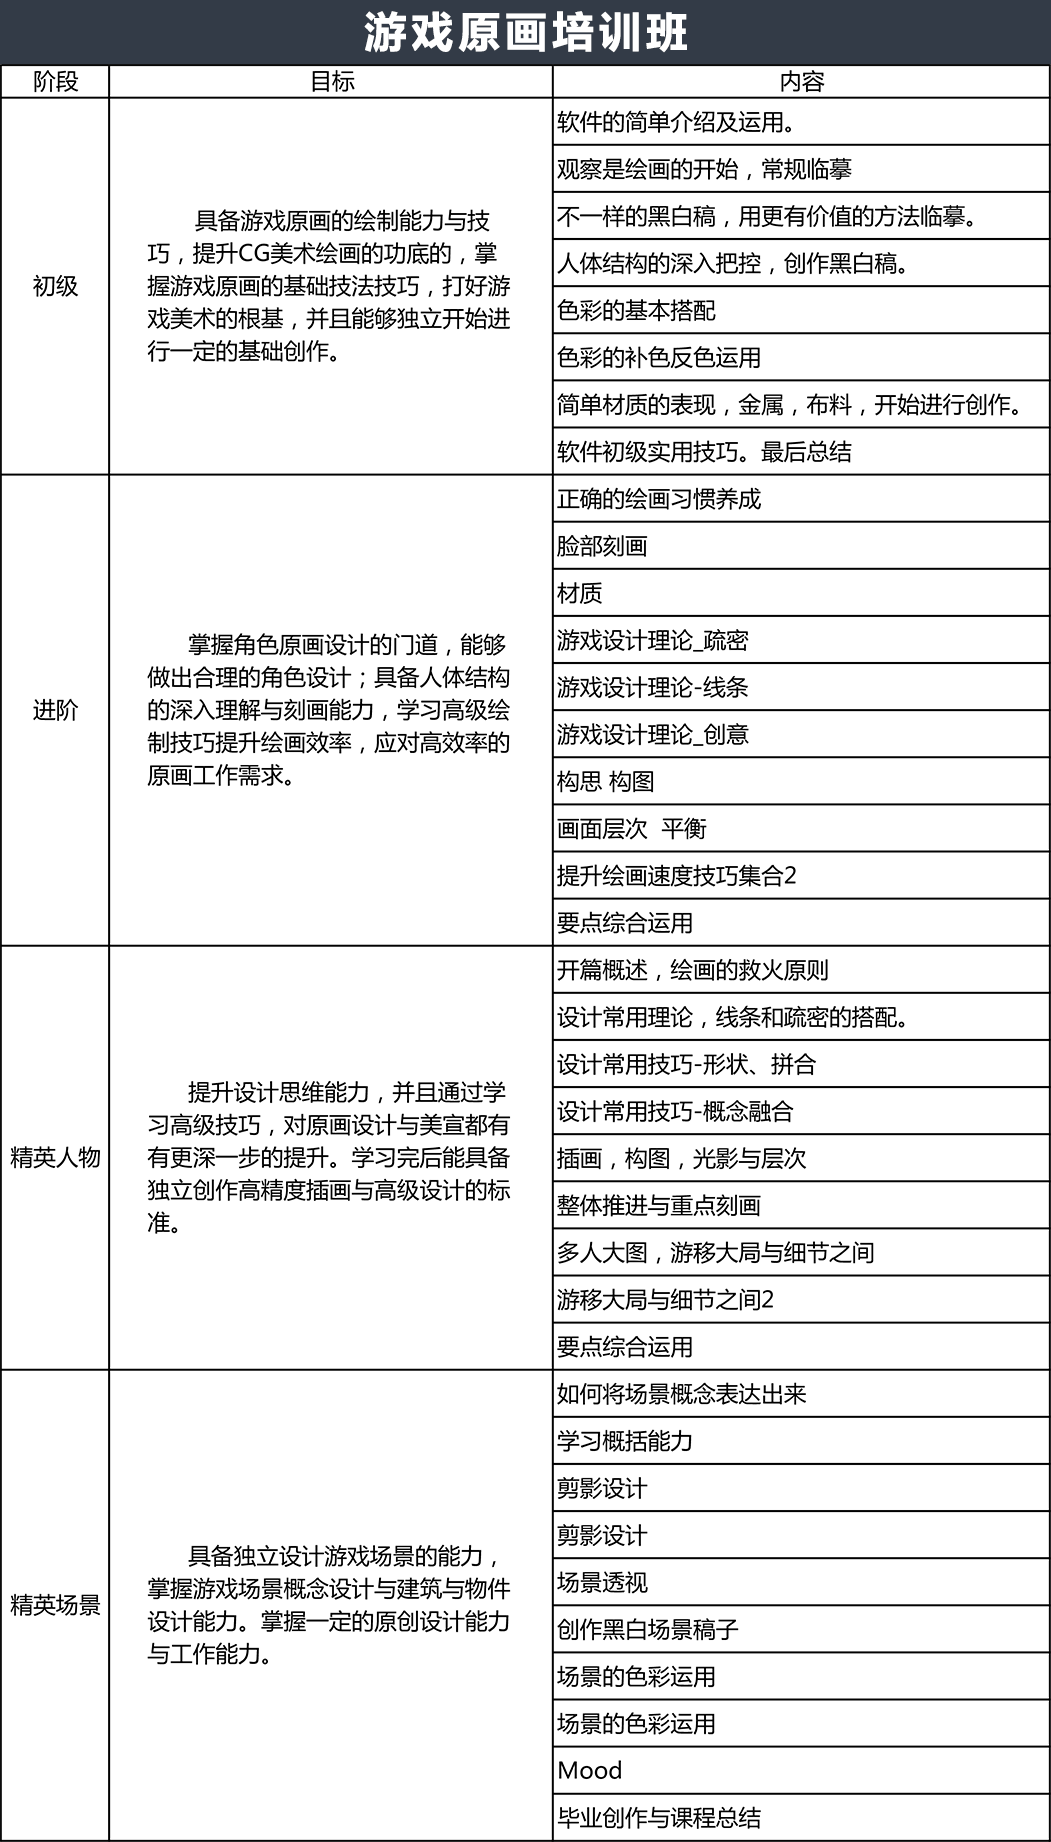 游戏原画培训班
阶段 目标 内容
初级
具备游戏原画的绘制能力与技
巧，提升CG美术绘画的功底的，掌
握游戏原画的基础技法技巧，打好游
戏美术的根基，并且能够独立开始进
行一定的基础创作。
软件的简单介绍及运用。
观察是绘画的开始，常规临摹
不一样的黑白稿，用更有价值的方法临摹。
人体结构的深入把控，创作黑白稿。
色彩的基本搭配
色彩的补色反色运用
简单材质的表现，金属，布料，开始进行创作。
软件初级实用技巧。最后总结
进阶
掌握角色原画设计的门道，能够
做出合理的角色设计；具备人体结构
的深入理解与刻画能力，学习高级绘
制技巧提升绘画效率，应对高效率的
原画工作需求。
正确的绘画习惯养成
脸部刻画
材质
游戏设计理论_疏密
游戏设计理论-线条
游戏设计理论_创意
构思 构图
画面层次 平衡
提升绘画速度技巧集合2
要点综合运用
精英人物
提升设计思维能力，并且通过学
习高级技巧，对原画设计与美宣都有
有更深一步的提升。学习完后能具备
独立创作高精度插画与高级设计的标
准。
开篇概述，绘画的救火原则
设计常用理论，线条和疏密的搭配。
设计常用技巧-形状、拼合
设计常用技巧-概念融合
插画，构图，光影与层次
整体推进与重点刻画
多人大图，游移大局与细节之间
游移大局与细节之间2
要点综合运用
精英场景
具备独立设计游戏场景的能力，
掌握游戏场景概念设计与建筑与物件
设计能力。掌握一定的原创设计能力
与工作能力。
如何将场景概念表达出来
学习概括能力
剪影设计
剪影设计
场景透视
创作黑白场景稿子
场景的色彩运用
场景的色彩运用
Mood
毕业创作与课程总结